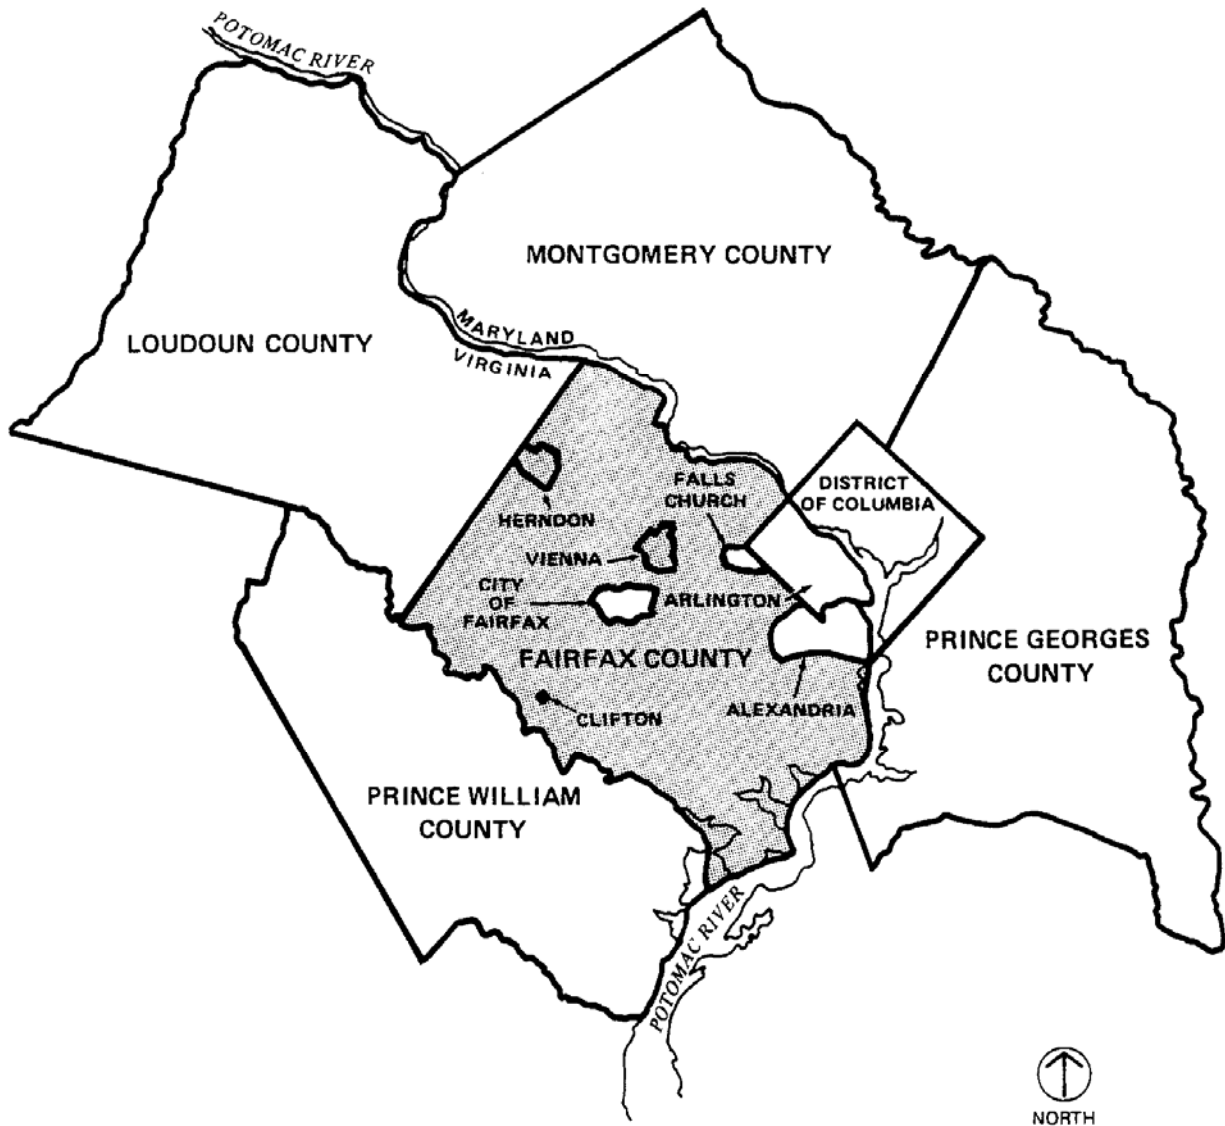 POTOMAC RIVER
MONTGOMERY COUNTY
MARYLAND
VIRGINIA
LOUDOUN COUNTY
FALLS
CHURCH
DISTRICT
OF COLUMBIA
HERNDON
VIENNA
CITY
OF
FAIRFAX
ARLINGTON
FAIRFAX COUNTY
PRINCE GEORGES
COUNTY
ALEXANDRIA
CLIFTON
PRINCE WILLIAM
COUNTY
POTOMAC RIVER
NORTH